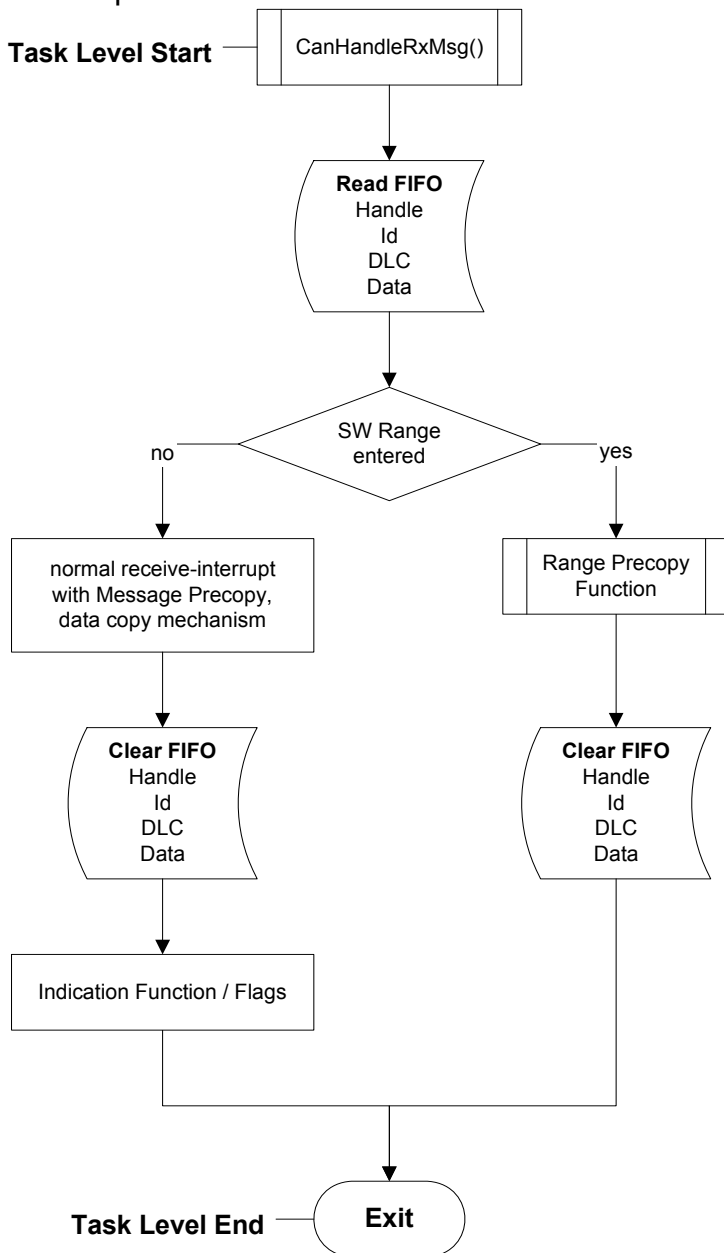 Task Level Start
CanHandleRxMsg()
Read FIFO
Handle
Id
DLC
Data
SW Range
entered
no
yes
normal receive-interrupt
with Message Precopy,
data copy mechanism
Range Precopy
Function
Clear FIFO
Handle
Id
DLC
Data
Clear FIFO
Handle
Id
DLC
Data
Indication Function / Flags
Task Level End
Exit